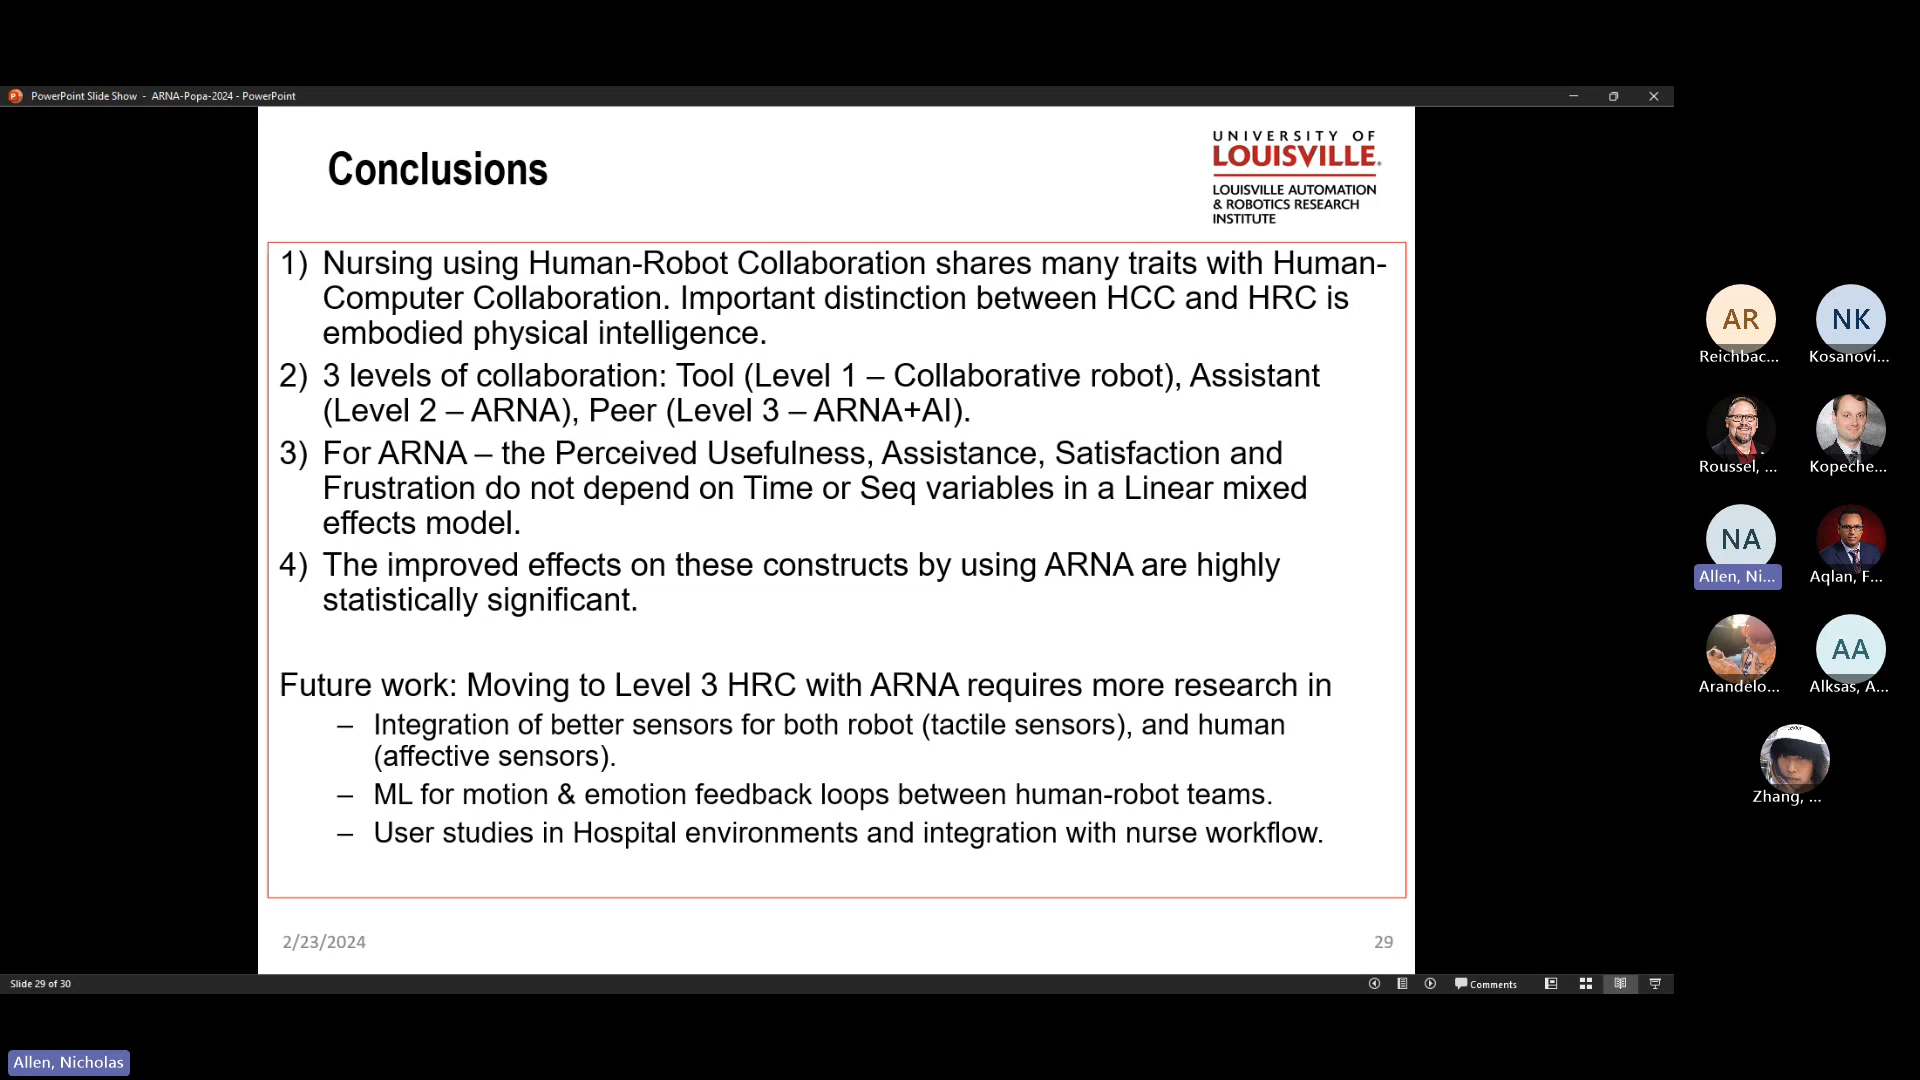 PowerPoint Slide Show - ARNA-Popa-2024 - PowerPoint
Conclusions
UNIVERSITY OF
LOUISVILLE.
LOUISVILLE AUTOMATION
& ROBOTICS RESEARCH
INSTITUTE
1) Nursing using Human-Robot Collaboration shares many traits with Human-
Computer Collaboration. Important distinction between HCC and HRC is
embodied physical intelligence.
2) 3 levels of collaboration: Tool (Level 1 – Collaborative robot), Assistant
(Level 2 – ARNA), Peer (Level 3 – ARNA+AI).
3) For ARNA – the Perceived Usefulness, Assistance, Satisfaction and
Frustration do not depend on Time or Seq variables in a Linear mixed
effects model.
4) The improved effects on these constructs by using ARNA are highly
statistically significant.
Future work: Moving to Level 3 HRC with ARNA requires more research in
– Integration of better sensors for both robot (tactile sensors), and human
(affective sensors).
– ML for motion & emotion feedback loops between human-robot teams.
– User studies in Hospital environments and integration with nurse workflow.
2/23/2024
29
Slide 29 of 30
Comments
AR
Reichbac...
NK
Kosanovi...
Roussel, ...
Kopeche...
NA
Allen, Ni...
Aqlan, F...
Arandelo...
AA
Alksas, A...
Zhang, ...
Allen, Nicholas